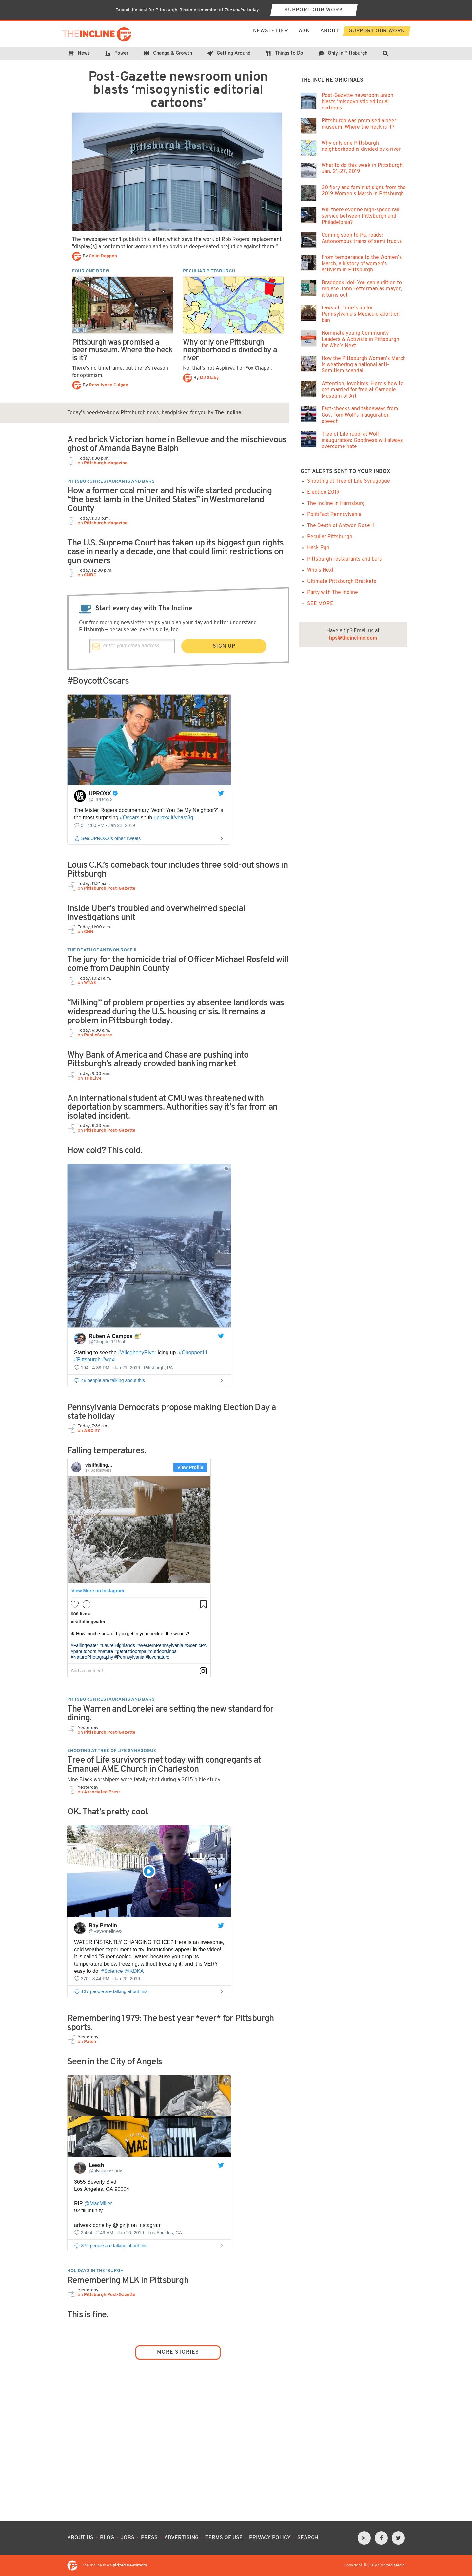 Expect the best for Pittsburgh. Become a member of The Incline today.
SUPPORT OUR WORK
THEINCLINE
NEWSLETTER
ASK
ABOUT
SUPPORT OUR WORK
News
Power
Change & Growth
Getting Around
Things to Do
Only in Pittsburgh
Post-Gazette newsroom union
blasts ‘misogynistic editorial
cartoons’
Pittsburgh Post-Gazette
The newspaper won't publish this letter, which says the work of Rob Rogers' replacement
"display[s] a contempt for women and an obscenely deep-seated prejudice against them."
By Colin Deppen
FOUR ONE BREW
Pittsburgh was promised a
beer museum. Where the heck
is it?
There's no timeframe, but there's reason
for optimism.
By Rossilynne Culgan
PECULIAR PITTSBURGH
Why only one Pittsburgh
neighborhood is divided by a
river
No, that's not Aspinwall or Fox Chapel.
By MJ Slaby
Today's need-to-know Pittsburgh news, handpicked for you by The Incline:
A red brick Victorian home in Bellevue and the mischievous
ghost of Amanda Bayne Balph
Today, 1:30 p.m.
on Pittsburgh Magazine
PITTSBURGH RESTAURANTS AND BARS
How a former coal miner and his wife started producing
“the best lamb in the United States” in Westmoreland
County
Today, 1:00 p.m.
on Pittsburgh Magazine
The U.S. Supreme Court has taken up its biggest gun rights
case in nearly a decade, one that could limit restrictions on
gun owners
Today, 12:30 p.m.
on CNBC
Start every day with The Incline
Our free morning newsletter helps you plan your day and better understand
Pittsburgh — because we love this city, too.
enter your email address
SIGN UP
#BoycottOscars
UPROXX
@UPROXX
The Mister Rogers documentary 'Won't You Be My Neighbor?' is
the most surprising #Oscars snub uproxx.it/vhasf3g
5 4:00 PM - Jan 22, 2019
See UPROXX's other Tweets
Louis C.K.’s comeback tour includes three sold-out shows in
Pittsburgh
Today, 11:21 a.m.
on Pittsburgh Post-Gazette
Inside Uber’s troubled and overwhelmed special
investigations unit
Today, 11:00 a.m.
on CNN
THE DEATH OF ANTWON ROSE II
The jury for the homicide trial of Officer Michael Rosfeld will
come from Dauphin County
Today, 10:21 a.m.
on WTAE
“Milking” of problem properties by absentee landlords was
widespread during the U.S. housing crisis. It remains a
problem in Pittsburgh today.
Today, 9:30 a.m.
on PublicSource
Why Bank of America and Chase are pushing into
Pittsburgh’s already crowded banking market
Today, 9:00 a.m.
on TribLive
An international student at CMU was threatened with
deportation by scammers. Authorities say it’s far from an
isolated incident.
Today, 8:30 a.m.
on Pittsburgh Post-Gazette
How cold? This cold.
Ruben A Campos
@Chopper11Pilot
Starting to see the #AlleghenyRiver icing up. #Chopper11
#Pittsburgh #wpxi
194 4:39 PM - Jan 21, 2019 · Pittsburgh, PA
48 people are talking about this
Pennsylvania Democrats propose making Election Day a
state holiday
Today, 7:36 a.m.
on ABC 27
Falling temperatures.
visitfalling...
View Profile
View More on Instagram
606 likes
visitfallingwater
❄ How much snow did you get in your neck of the woods?
#Fallingwater #LaurelHighlands #WesternPennsylvania #ScenicPA
#paoutdoors #nature #getoutdoorspa #outdoorsinpa
#NaturePhotography #Pennsylvania #lovenature
Add a comment...
PITTSBURGH RESTAURANTS AND BARS
The Warren and Lorelei are setting the new standard for
dining.
Yesterday
on Pittsburgh Post-Gazette
SHOOTING AT TREE OF LIFE SYNAGOGUE
Tree of Life survivors met today with congregants at
Emanuel AME Church in Charleston
Nine Black worshipers were fatally shot during a 2015 bible study.
Yesterday
on Associated Press
OK. That’s pretty cool.
Ray Petelin
@RayPetelinWx
WATER INSTANTLY CHANGING TO ICE? Here is an awesome,
cold weather experiment to try. Instructions appear in the video!
It is called "Super cooled" water, because you drop its
temperature below freezing, without freezing it, and it is VERY
easy to do. #Science @KDKA
370 8:44 PM - Jan 20, 2019
137 people are talking about this
Remembering 1979: The best year *ever* for Pittsburgh
sports.
Yesterday
on Patch
Seen in the City of Angels
MAC
Leesh
@alyciacassady
3655 Beverly Blvd.
Los Angeles, CA 90004
RIP @MacMiller
92 till infinity
artwork done by @ gz.jr on Instagram
2,454 2:49 AM - Jan 20, 2019 · Los Angeles, CA
875 people are talking about this
HOLIDAYS IN THE 'BURGH
Remembering MLK in Pittsburgh
Yesterday
on Pittsburgh Post-Gazette
This is fine.
MORE STORIES
THE INCLINE ORIGINALS
Post-Gazette newsroom union
blasts ‘misogynistic editorial
cartoons’
Pittsburgh was promised a beer
museum. Where the heck is it?
Why only one Pittsburgh
neighborhood is divided by a river
What to do this week in Pittsburgh:
Jan. 21-27, 2019
30 fiery and feminist signs from the
2019 Women's March in Pittsburgh
Will there ever be high-speed rail
service between Pittsburgh and
Philadelphia?
Coming soon to Pa. roads:
Autonomous trains of semi trucks
From temperance to the Women's
March, a history of women's
activism in Pittsburgh
Braddock Idol! You can audition to
replace John Fetterman as mayor,
it turns out
Lawsuit: Time's up for
Pennsylvania's Medicaid abortion
ban
Nominate young Community
Leaders & Activists in Pittsburgh
for Who's Next
How the Pittsburgh Women's March
is weathering a national anti-
Semitism scandal
Attention, lovebirds: Here's how to
get married for free at Carnegie
Museum of Art
Fact-checks and takeaways from
Gov. Tom Wolf's inauguration
speech
Tree of Life rabbi at Wolf
inauguration: Goodness will always
overcome hate
GET ALERTS SENT TO YOUR INBOX
Shooting at Tree of Life Synagogue
Election 2019
The Incline in Harrisburg
PolitiFact Pennsylvania
The Death of Antwon Rose II
Peculiar Pittsburgh
Hack Pgh.
Pittsburgh restaurants and bars
Who's Next
Ultimate Pittsburgh Brackets
Party with The Incline
SEE MORE
Have a tip? Email us at
tips@theincline.com
ABOUT US
BLOG
JOBS
PRESS
ADVERTISING
TERMS OF USE
PRIVACY POLICY
SEARCH
The Incline is a Spirited Newsroom
Copyright © 2019 Spirited Media